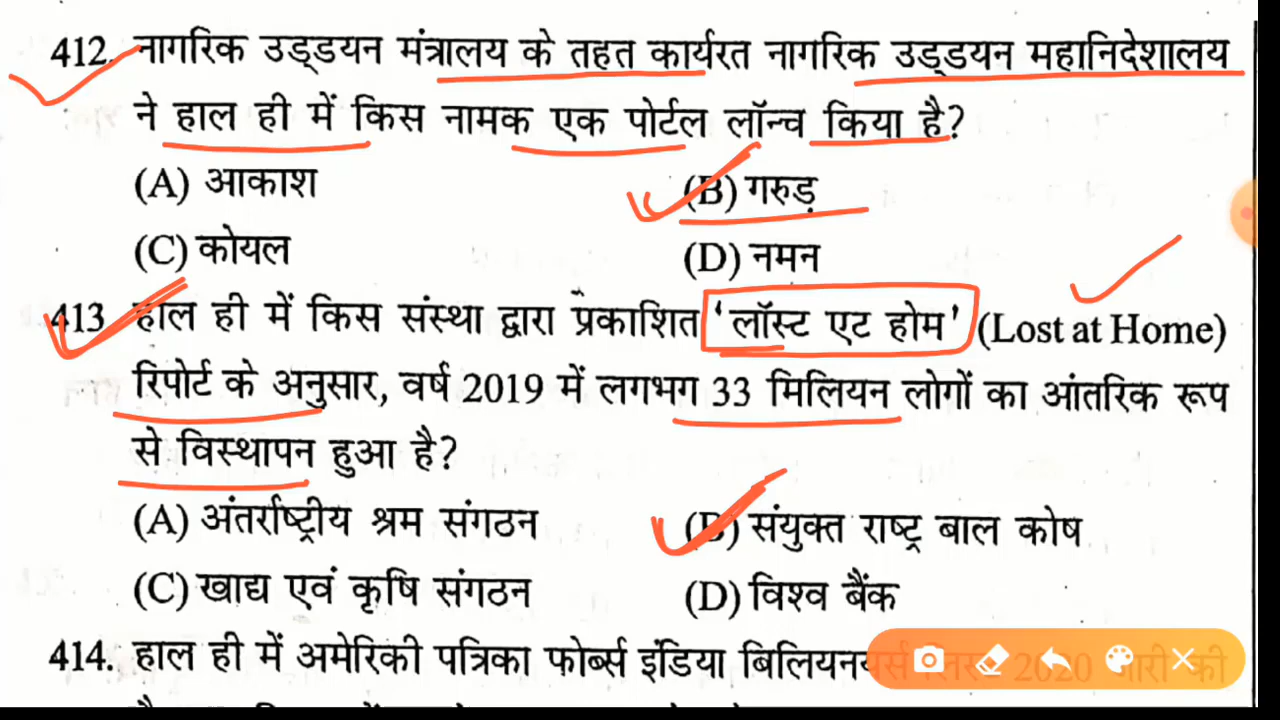 412. नागरिक उड्डयन मंत्रालय के तहत कार्यरत नागरिक उड्डयन महानिदेशालय
ने हाल ही में किस नामक एक पोर्टल लॉन्च किया है?
(A) आकाश (B) गरुड़
(C) कोयल (D) नमन
413. हाल ही में किस संस्था द्वारा प्रकाशित 'लॉस्ट एट होम' (Lost at Home)
रिपोर्ट के अनुसार, वर्ष 2019 में लगभग 33 मिलियन लोगों का आंतरिक रूप
से विस्थापन हुआ है?
(A) अंतर्राष्ट्रीय श्रम संगठन (B) संयुक्त राष्ट्र बाल कोष
(C) खाद्य एवं कृषि संगठन (D) विश्व बैंक
414. हाल ही में अमेरिकी पत्रिका फोर्ब्स इंडिया बिलियनयर्स लिस्ट 2020 जारी की